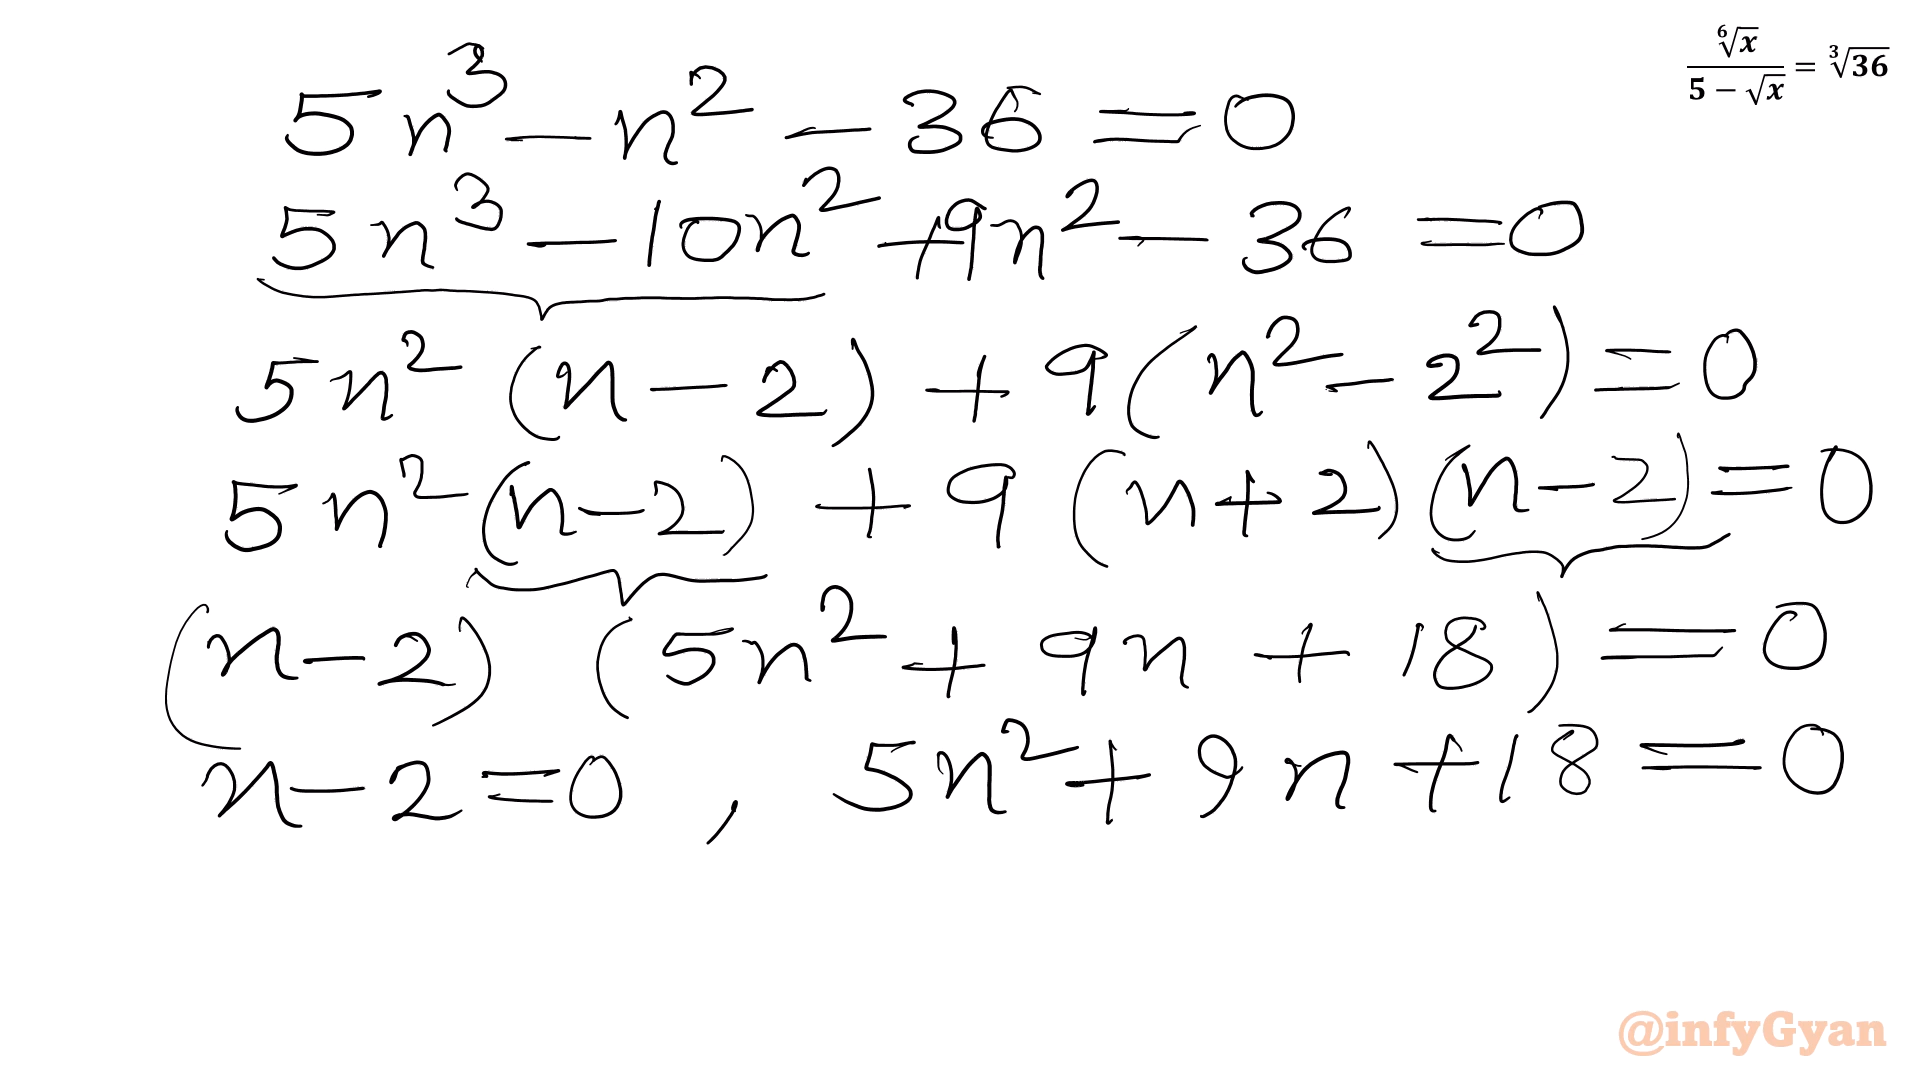 5n³ – n² – 36 = 0
⁶√x / (5 – √x) = ³√36
5n³ – 10n² + 9n² – 36 = 0
5n² (n – 2) + 9 (n² – 2²) = 0
5n² (n – 2) + 9 (n + 2) (n – 2) = 0
(n – 2) (5n² + 9n + 18) = 0
n – 2 = 0 , 5n² + 9n + 18 = 0
@infyGyan